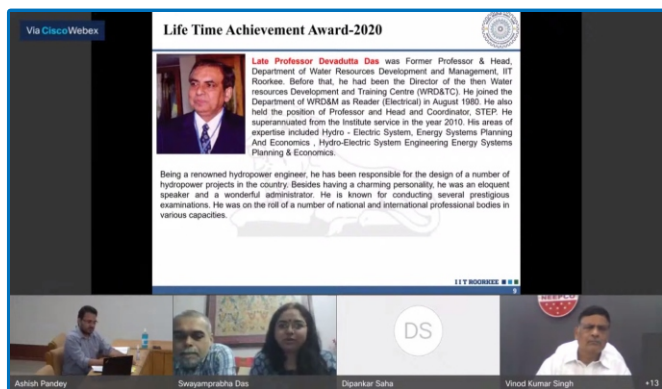 Via Cisco Webex
Life Time Achievement Award-2020
Late Professor Devadutta Das was Former Professor & Head,
Department of Water Resources Development and Management, IIT
Roorkee. Before that, he had been the Director of the then Water
resources Development and Training Centre (WRD&TC). He joined the
Department of WRD&M as Reader (Electrical) in August 1980. He also
held the position of Professor and Head and Coordinator, STEP. He
superannuated from the Institute service in the year 2010. His areas of
expertise included Hydro - Electric System, Energy Systems Planning
And Economics , Hydro-Electric System Engineering Energy Systems
Planning & Economics.
Being a renowned hydropower engineer, he has been responsible for the design of a number of
hydropower projects in the country. Besides having a charming personality, he was an eloquent
speaker and a wonderful administrator. He is known for conducting several prestigious
examinations. He was on the roll of a number of national and international professional bodies in
various capacities.
IIT ROORKEE
9
NEEPCO
DS
Ashish Pandey
Swayamprabha Das
Dipankar Saha
Vinod Kumar Singh
+13